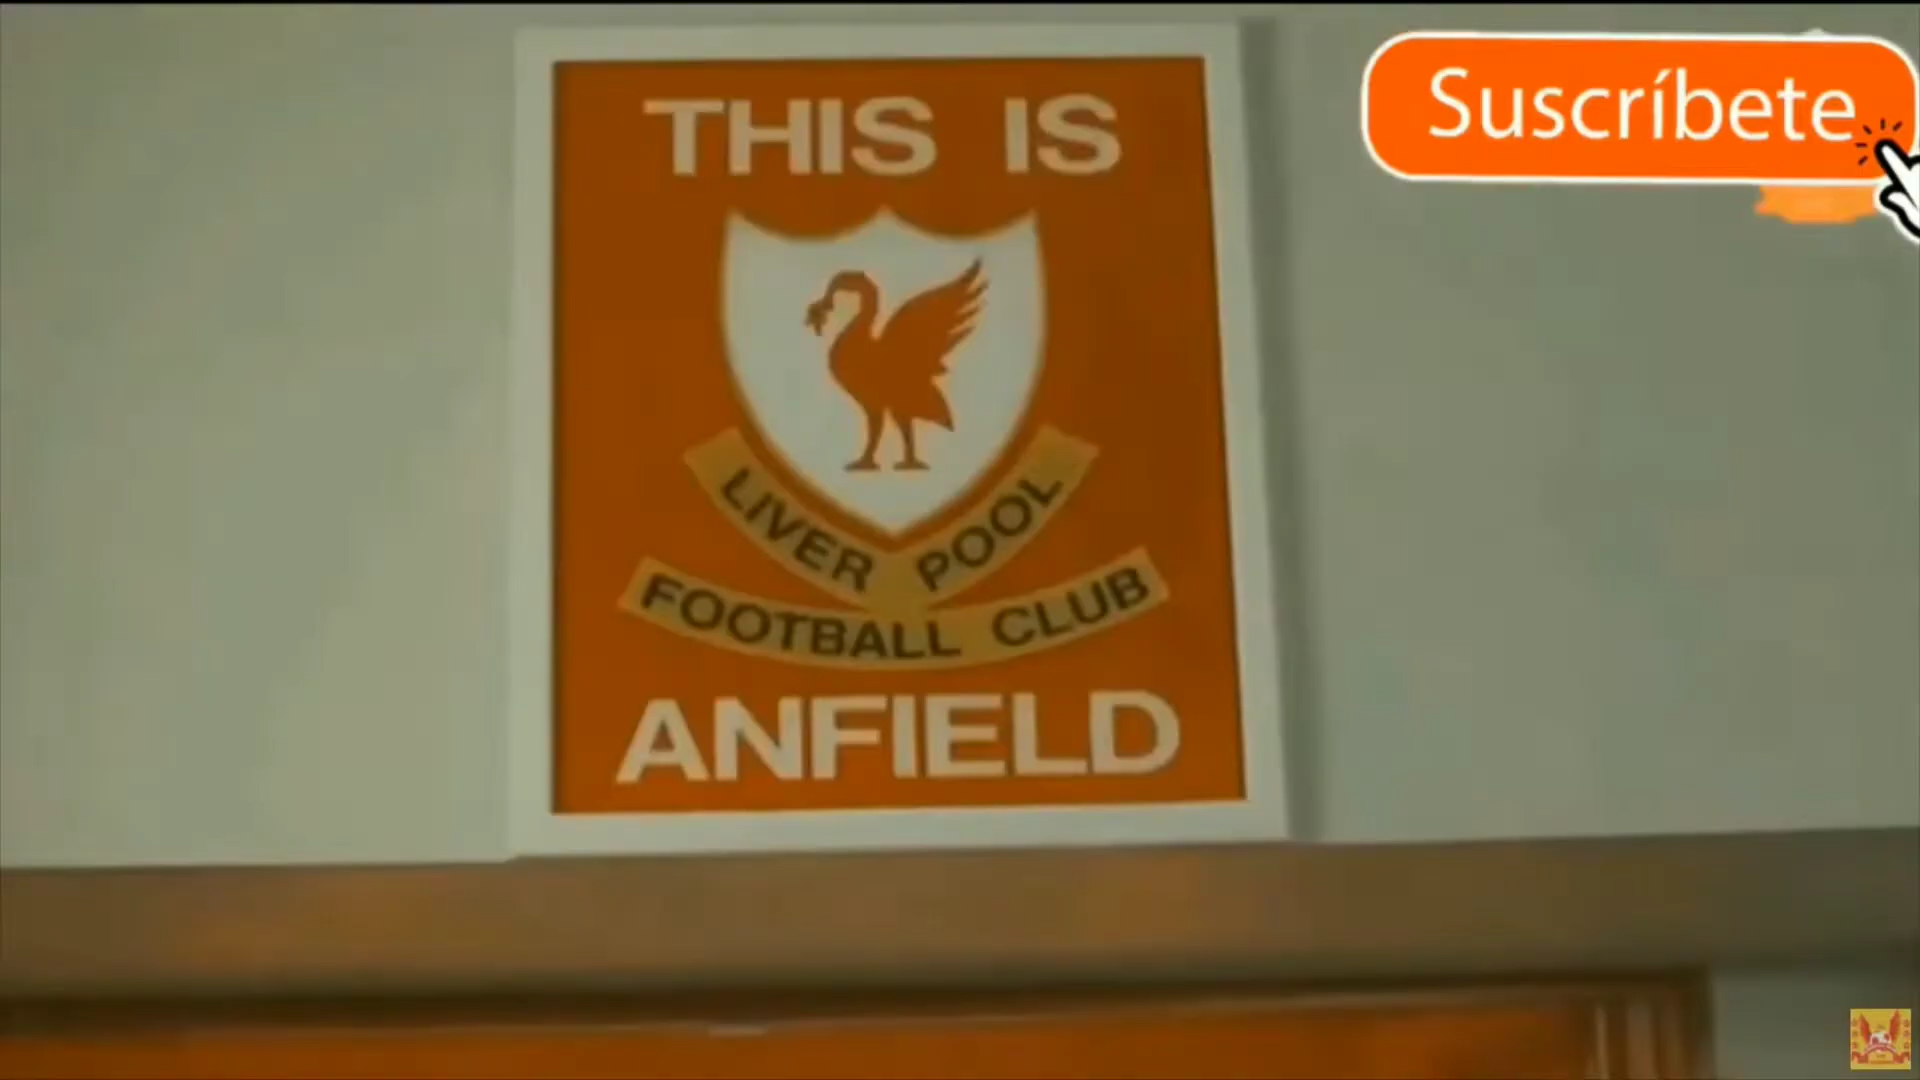 THIS IS
LIVER POOL
FOOTBALL CLUB
ANFIELD
Suscríbete